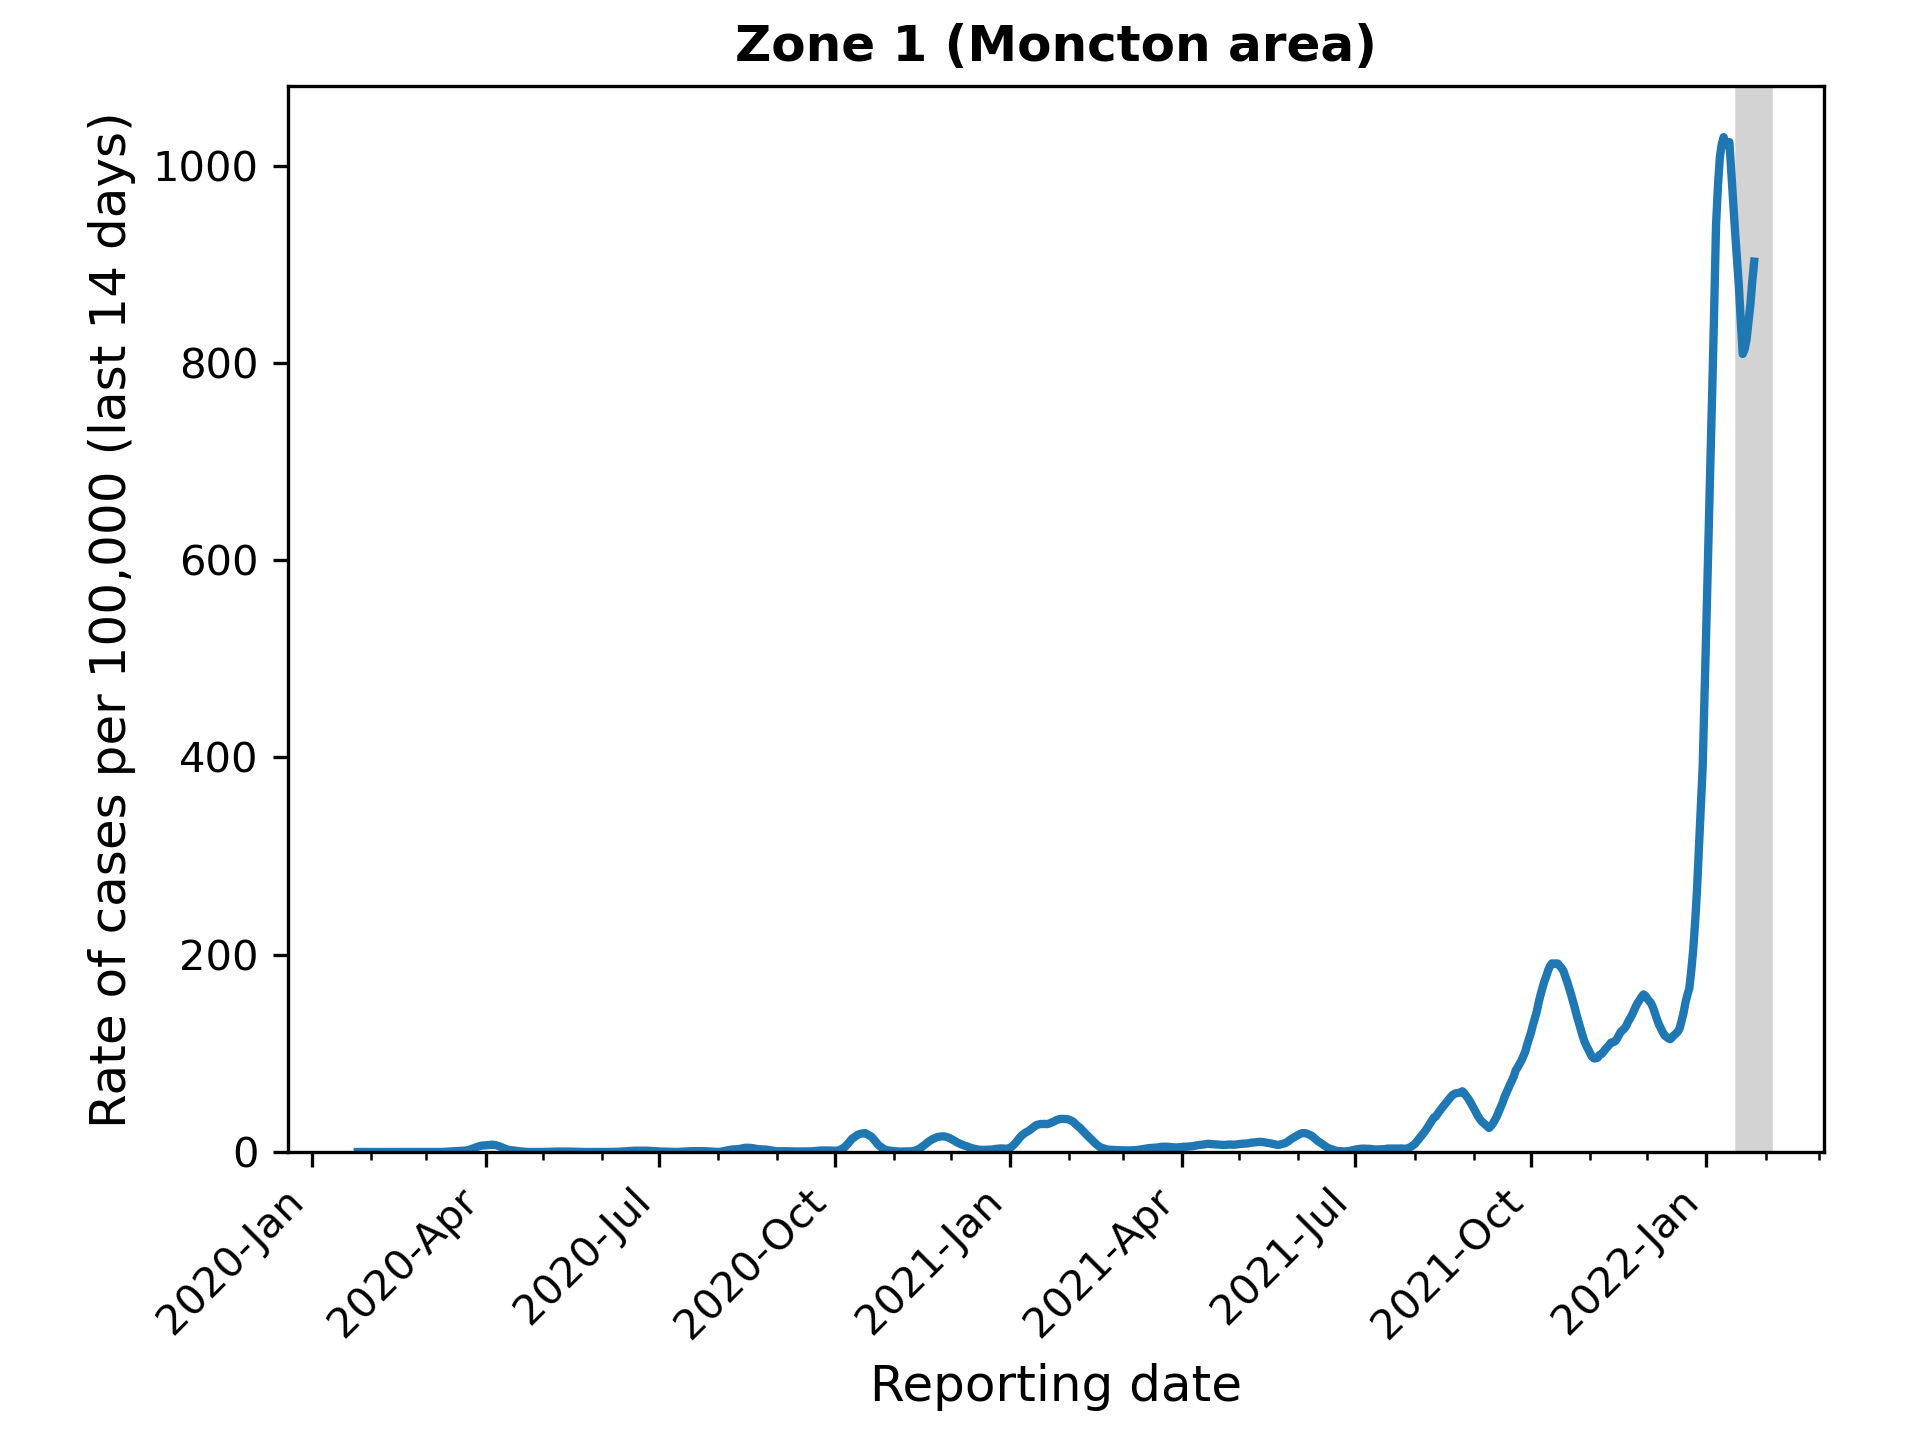 Zone 1 (Moncton area)
Rate of cases per 100,000 (last 14 days)
1000
800
600
400
200
0
2020-Jan
2020-Apr
2020-Jul
2020-Oct
2021-Jan
2021-Apr
2021-Jul
2021-Oct
2022-Jan
Reporting date